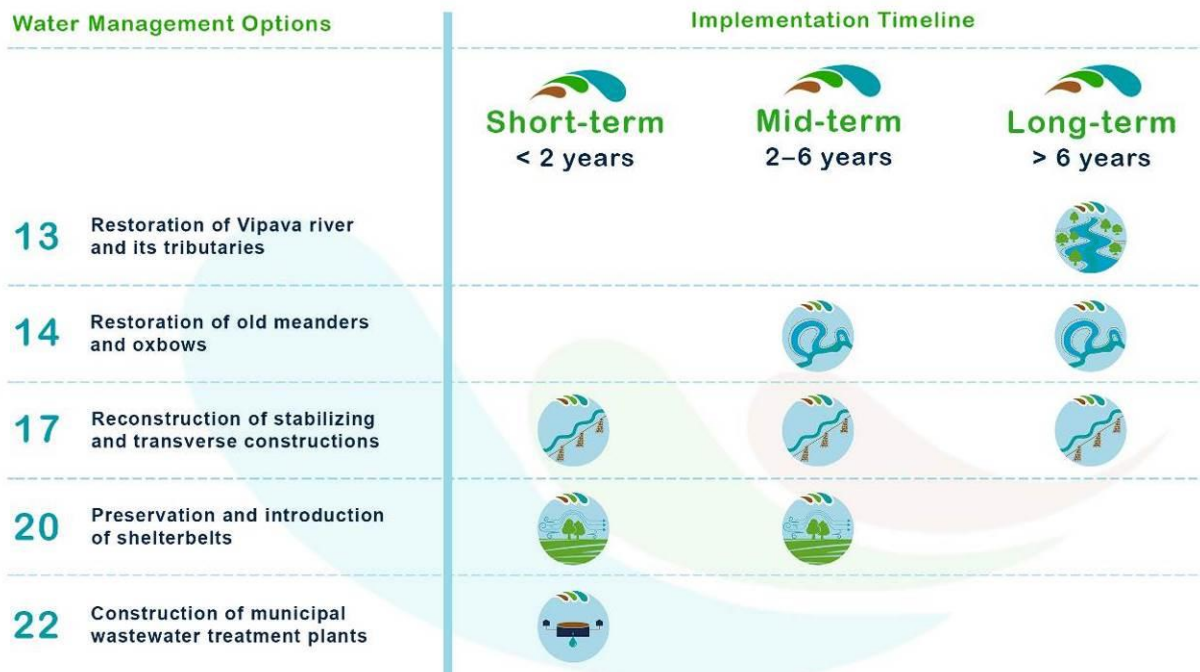 Water Management Options
Implementation Timeline
Short-term
< 2 years
Mid-term
2–6 years
Long-term
> 6 years
13
Restoration of Vipava river
and its tributaries
14
Restoration of old meanders
and oxbows
17
Reconstruction of stabilizing
and transverse constructions
20
Preservation and introduction
of shelterbelts
22
Construction of municipal
wastewater treatment plants